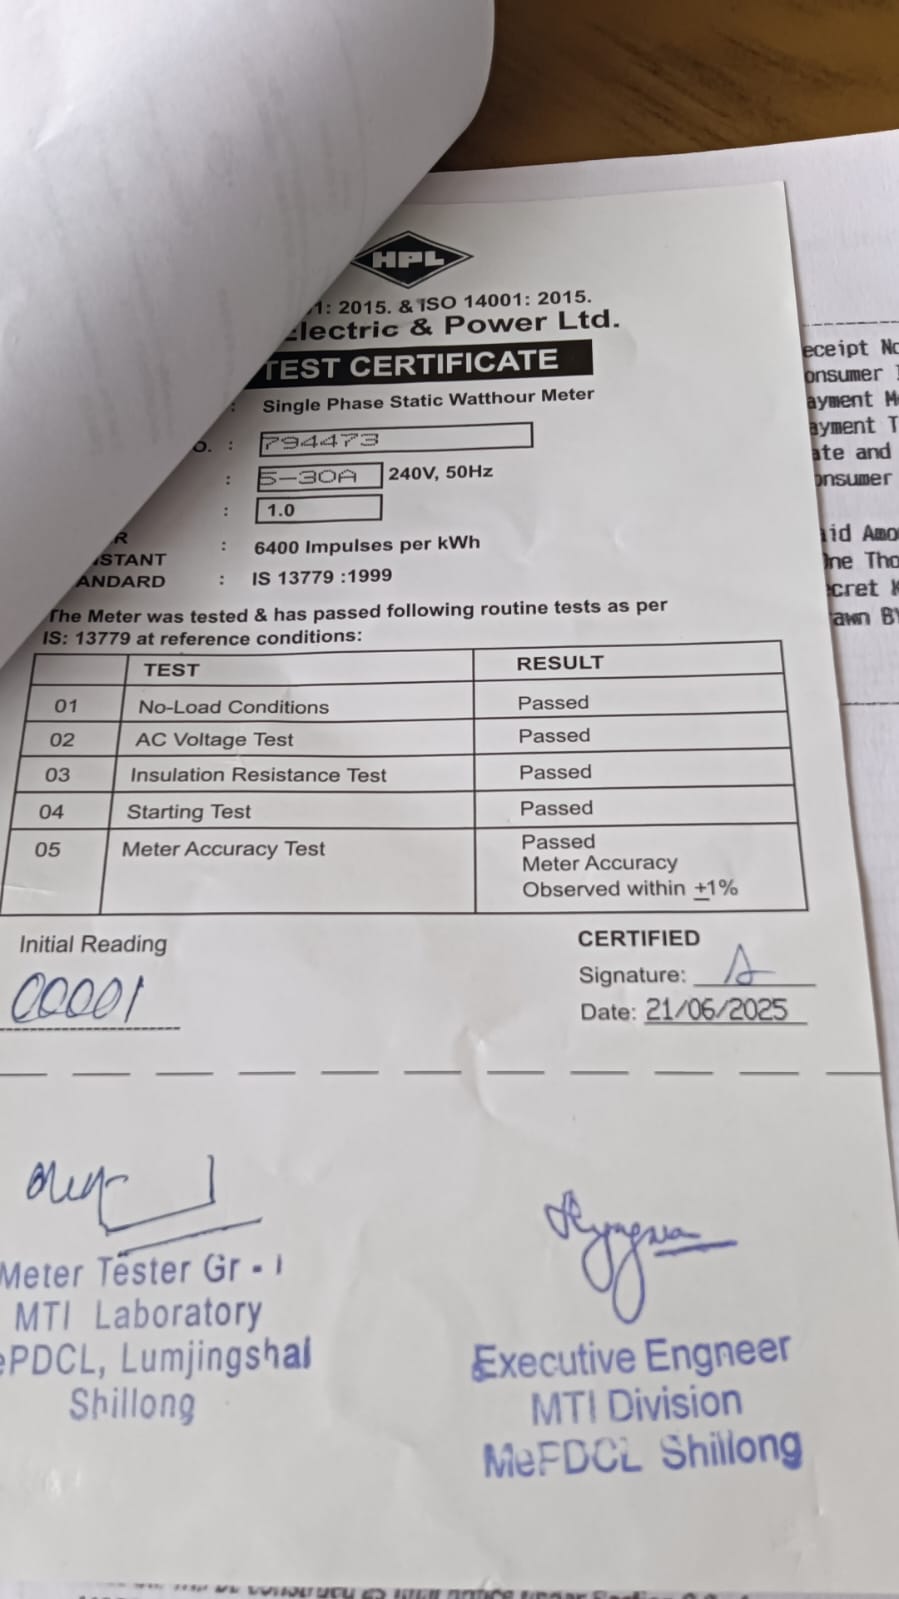 HPL
1: 2015. & ISO 14001: 2015.
Electric & Power Ltd.
TEST CERTIFICATE
: Single Phase Static Watthour Meter
O. : 794473
: 5-30A 240V, 50Hz
: 1.0
R
STANT : 6400 Impulses per kWh
ANDARD : IS 13779 :1999
The Meter was tested & has passed following routine tests as per
IS: 13779 at reference conditions:
TEST RESULT
01 No-Load Conditions Passed
02 AC Voltage Test Passed
03 Insulation Resistance Test Passed
04 Starting Test Passed
05 Meter Accuracy Test Passed
Meter Accuracy
Observed within ±1%
Initial Reading
00001
CERTIFIED
Signature:
Date: 21/06/2025
Meter Tester Gr - I
MTI Laboratory
ePDCL, Lumjingshai
Shillong
Executive Engneer
MTI Division
MePDCL Shillong
eceipt No
onsumer
ayment M
ayment T
ate and
onsumer
aid Amo
One Tho
ecret
awn BY